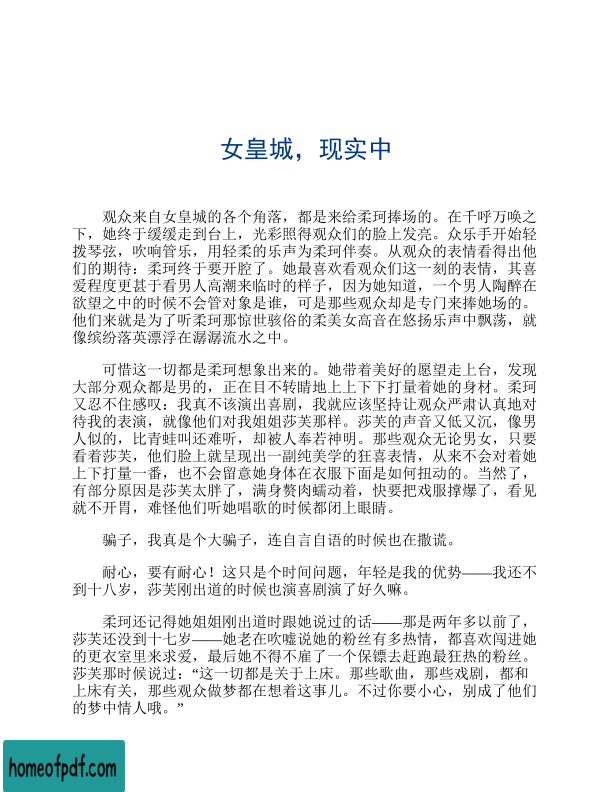 女皇城，现实中
观众来自女皇城的各个角落，都是来给柔珂捧场的。在千呼万唤之
下，她终于缓缓走到台上，光彩照得观众们的脸上发亮。众乐手开始轻
拨琴弦，吹响管乐，用轻柔的乐声为柔珂伴奏。从观众的表情看得出他
们的期待：柔珂终于要开腔了。她最喜欢看观众们这一刻的表情，其喜
爱程度更甚于看男人高潮来临时的样子，因为她知道，一个男人陶醉在
欲望之中的时候不会管对象是谁，可是那些观众却是专门来捧她场的。
他们来就是为了听柔珂那惊世骇俗的柔美女高音在悠扬乐声中飘荡，就
像缤纷落英漂浮在潺潺流水之中。
可惜这一切都是柔珂想象出来的。她带着美好的愿望走上台，发现
大部分观众都是男的，正在目不转睛地上上下下打量着她的身材。柔珂
又忍不住感叹：我真不该演出喜剧，我就应该坚持让观众严肃认真地对
待我的表演，就像他们对我姐姐莎芙那样。莎芙的声音又低又沉，像男
人似的，比青蛙叫还难听，却被人奉若神明。那些观众无论男女，只要
看着莎芙，他们脸上就呈现出一副纯美学的狂喜表情，从来不会对着她
上下打量一番，也不会留意她身体在衣服下面是如何扭动的。当然了，
有部分原因是莎芙太胖了，满身赘肉蠕动着，快要把戏服撑爆了，看见
就不开胃，难怪他们听她唱歌的时候都闭上眼睛。
骗子，我真是个大骗子，连自言自语的时候也在撒谎。
耐心，要有耐心！这只是个时间问题，年轻是我的优势——我还不
到十八岁，莎芙刚出道的时候也演喜剧演了好久嘛。
柔珂还记得她姐姐刚出道时跟她说过的话——那是两年多以前了，
莎芙还没到十七岁——她老在吹嘘说她的粉丝有多热情，都喜欢闯进她
的更衣室里来求爱，最后她不得不雇了一个保镖去赶跑最狂热的粉丝。
莎芙那时候说过：“这一切都是关于上床。那些歌曲，那些戏剧，都和
上床有关，那些观众做梦都在想着这事儿。不过你要小心，别成了他们
的梦中情人哦。”
homeofpdf.com